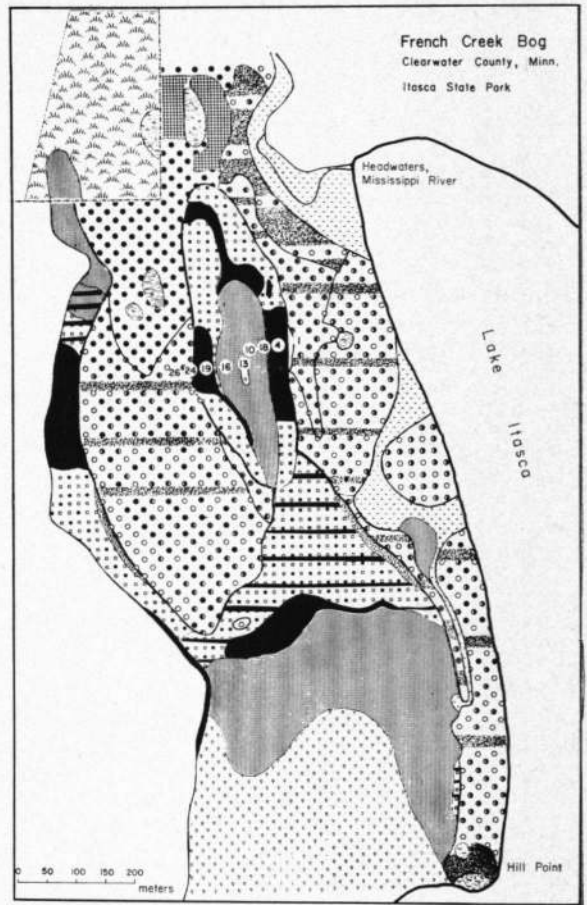 French Creek Bog
Clearwater County, Minn.
Itasca State Park
Headwaters,
Mississippi River
Lake Itasca
26 24 19 16 13 10 18 4
Hill Point
0 50 100 150 200
meters